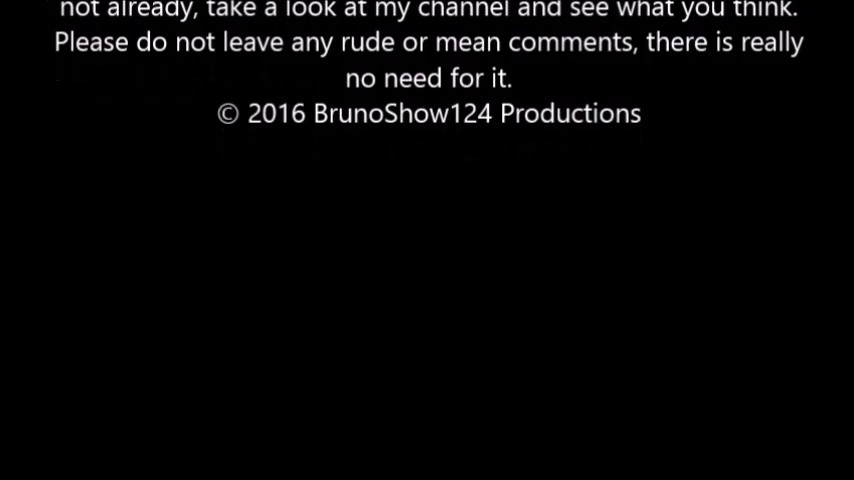 not already, take a look at my channel and see what you think.
Please do not leave any rude or mean comments, there is really
no need for it.
© 2016 BrunoShow124 Productions